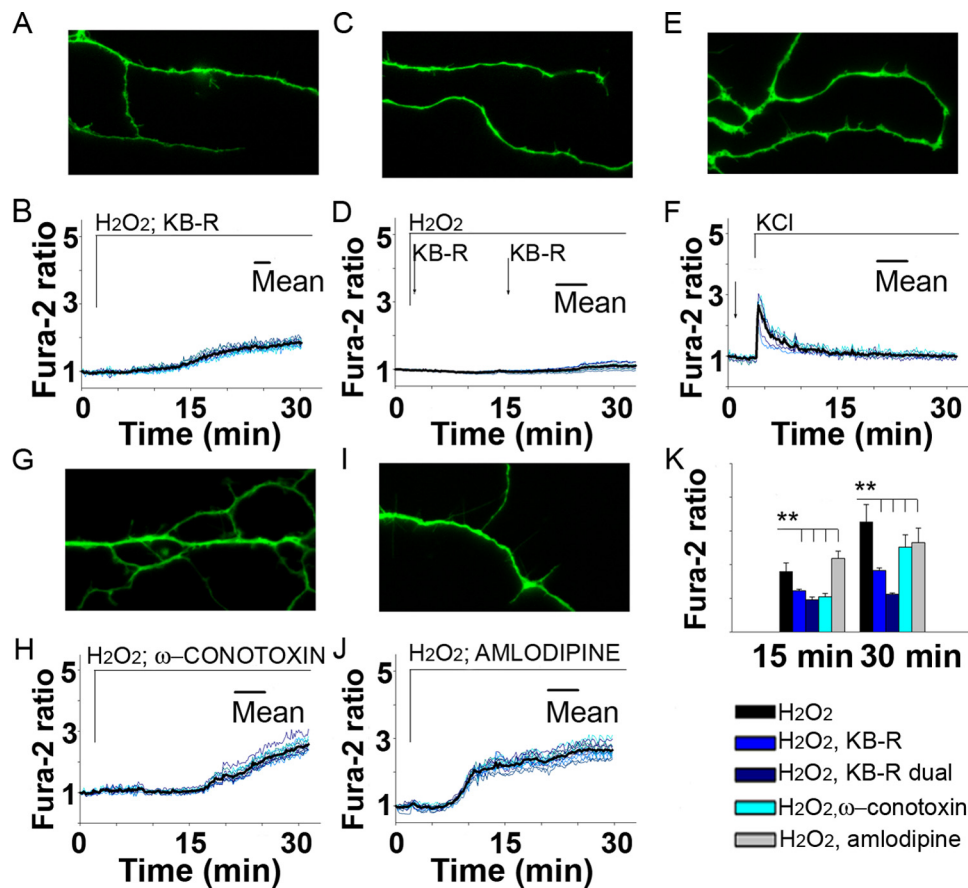 A C E
B D F
H2O2; KB-R
H2O2
KB-R KB-R
KCl
Fura-2 ratio
5
3
1
Mean
0 15 30
Time (min)
Fura-2 ratio
5
3
1
Mean
0 15 30
Time (min)
Fura-2 ratio
5
3
1
Mean
0 15 30
Time (min)
G I K
H J
H2O2; ω–CONOTOXIN
Fura-2 ratio
5
3
1
Mean
0 15 30
Time (min)
H2O2; AMLODIPINE
Fura-2 ratio
5
3
1
Mean
0 15 30
Time (min)
Fura-2 ratio
** **
15 min 30 min
H2O2
H2O2, KB-R
H2O2, KB-R dual
H2O2,ω–conotoxin
H2O2, amlodipine